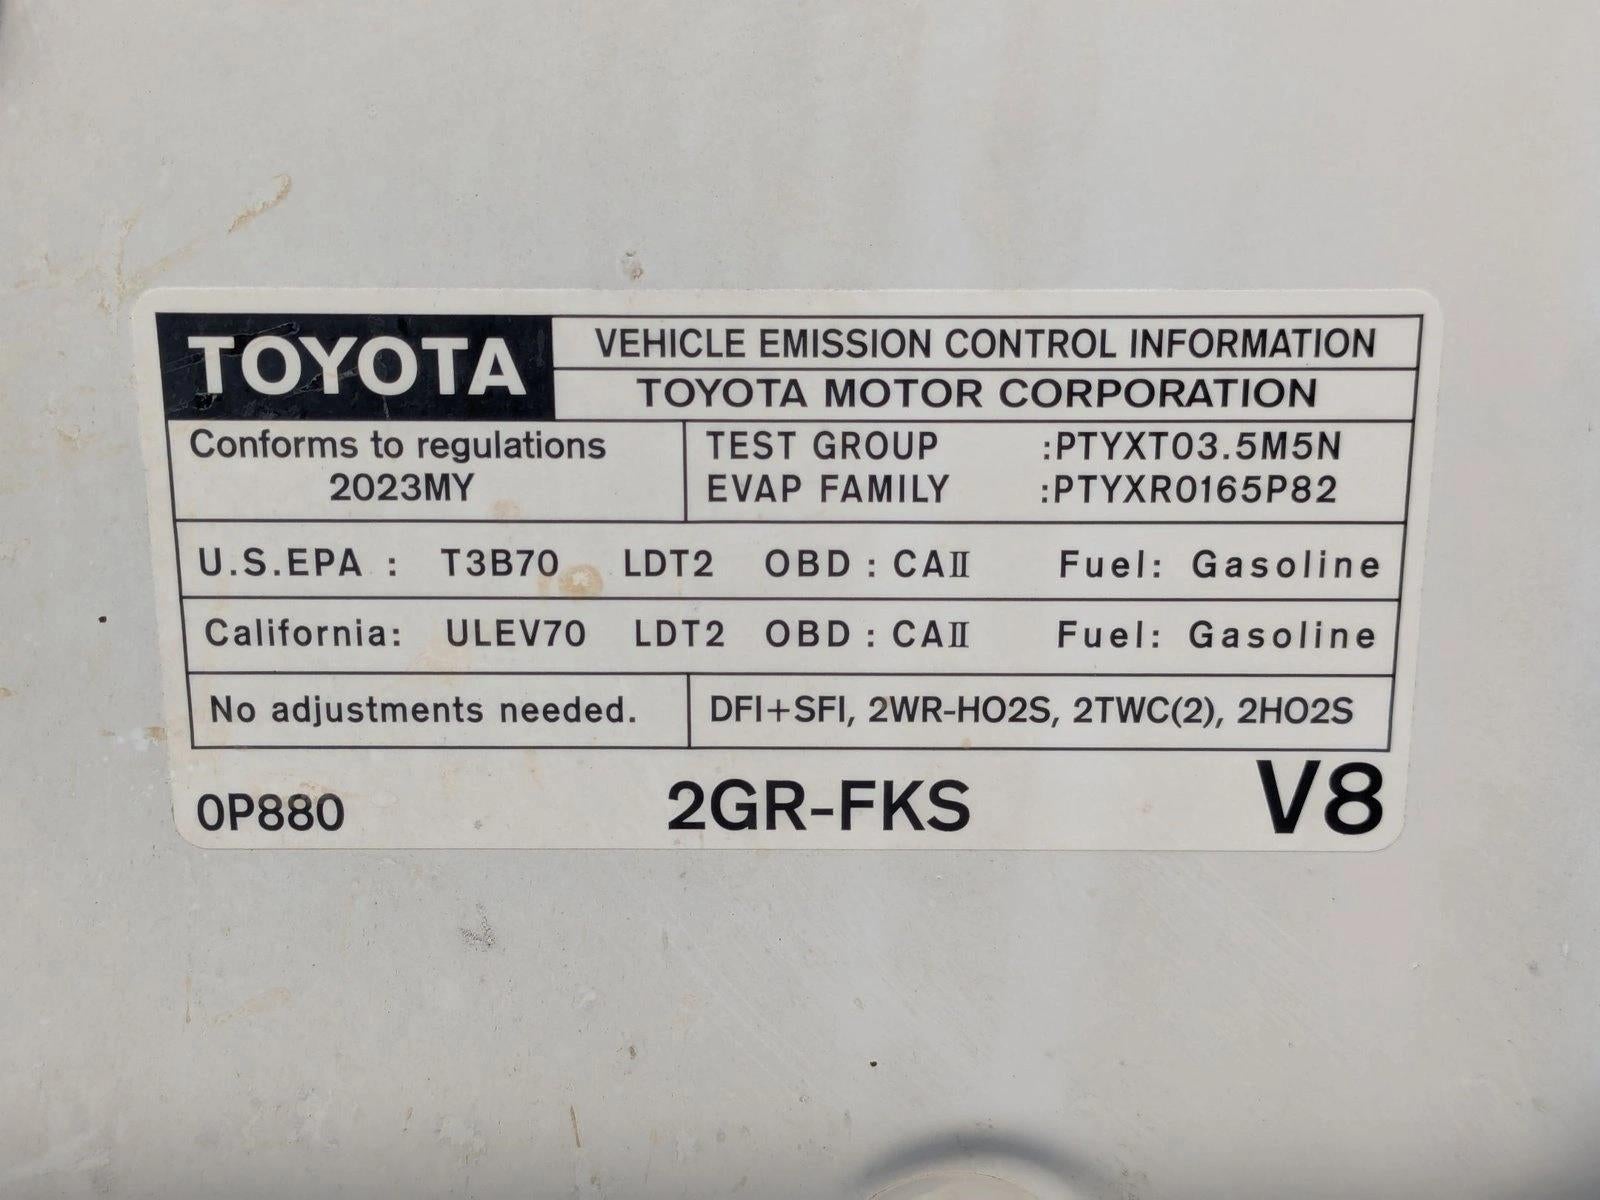 TOYOTA
VEHICLE EMISSION CONTROL INFORMATION
TOYOTA MOTOR CORPORATION
Conforms to regulations
2023MY
TEST GROUP :PTYXT03.5M5N
EVAP FAMILY :PTYXR0165P82
U.S.EPA : T3B70 LDT2 OBD : CAⅡ Fuel: Gasoline
California: ULEV70 LDT2 OBD : CAⅡ Fuel: Gasoline
No adjustments needed.
DFI+SFI, 2WR-HO2S, 2TWC(2), 2HO2S
0P880 2GR-FKS V8